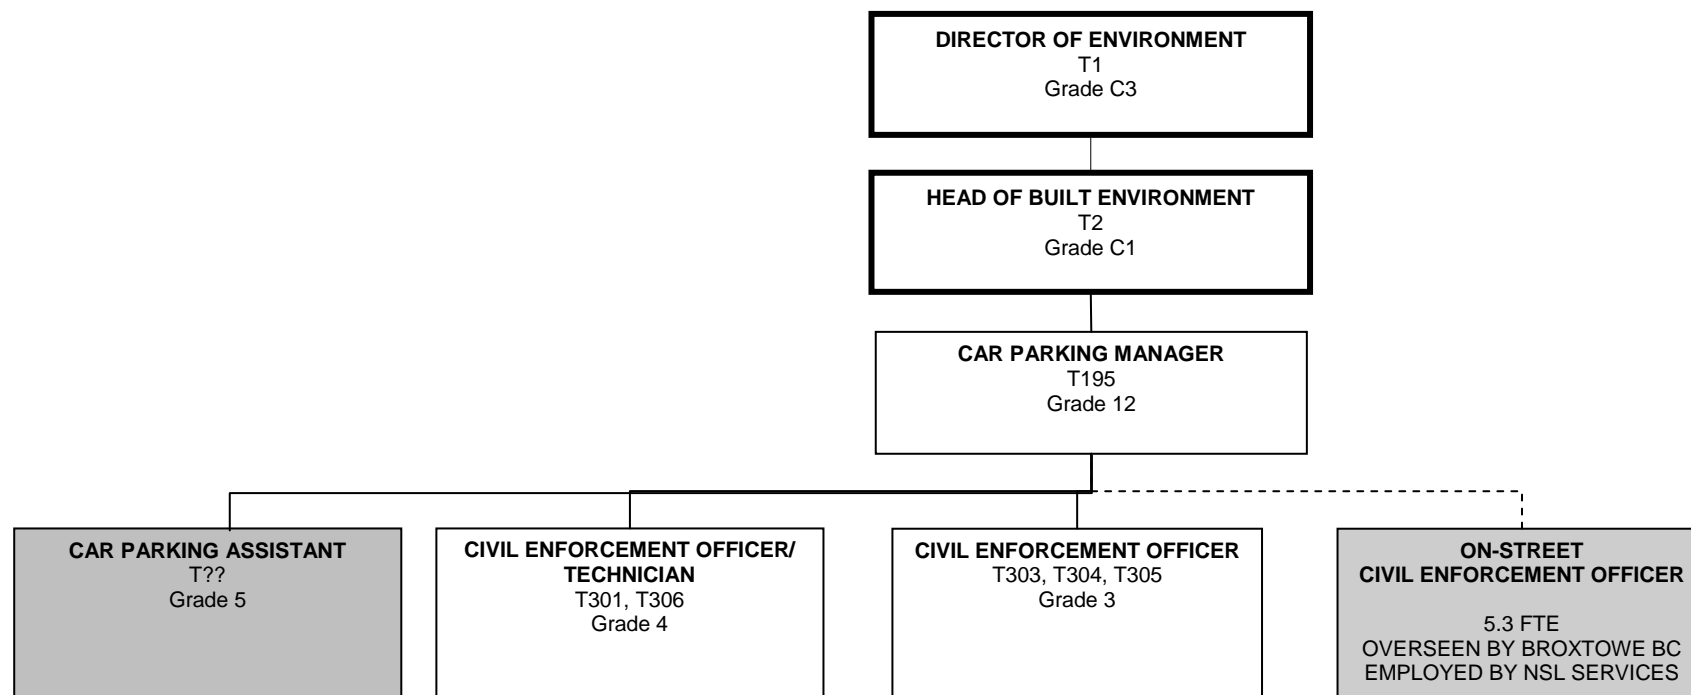 DIRECTOR OF ENVIRONMENT
T1
Grade C3
HEAD OF BUILT ENVIRONMENT
T2
Grade C1
CAR PARKING MANAGER
T195
Grade 12
CAR PARKING ASSISTANT
T??
Grade 5
CIVIL ENFORCEMENT OFFICER/
TECHNICIAN
T301, T306
Grade 4
CIVIL ENFORCEMENT OFFICER
T303, T304, T305
Grade 3
ON-STREET
CIVIL ENFORCEMENT OFFICER
5.3 FTE
OVERSEEN BY BROXTOWE BC
EMPLOYED BY NSL SERVICES